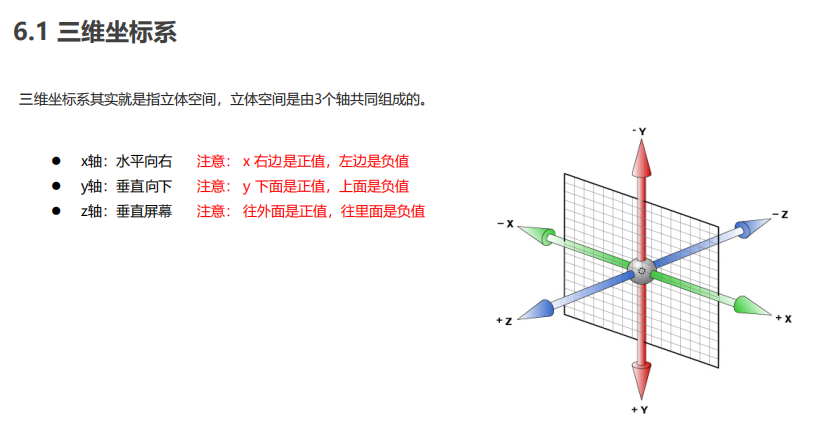 6.1 三维坐标系
三维坐标系其实就是指立体空间，立体空间是由3个轴共同组成的。
● x轴：水平向右 注意： x 右边是正值，左边是负值
● y轴：垂直向下 注意： y 下面是正值，上面是负值
● z轴：垂直屏幕 注意： 往外面是正值，往里面是负值
- Y
- X
- Z
+ Z
+ X
+ Y